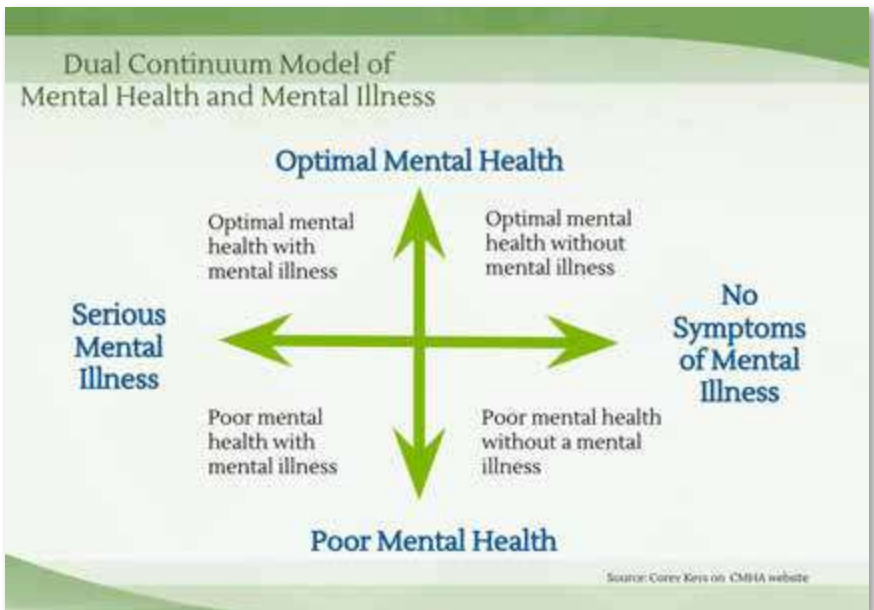 Dual Continuum Model of
Mental Health and Mental Illness
Optimal Mental Health
Optimal mental
health with
mental illness
Optimal mental
health without
mental illness
Serious
Mental
Illness
No
Symptoms
of Mental
Illness
Poor mental
health with
mental illness
Poor mental health
without a mental
illness
Poor Mental Health
Source: Corey Keys on CMHA website